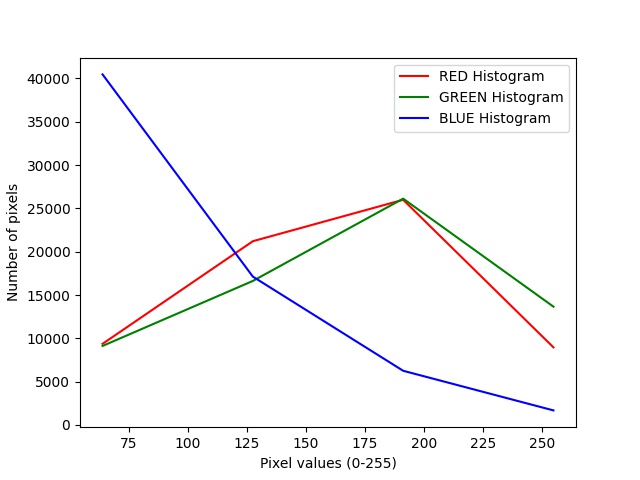 RED Histogram
GREEN Histogram
BLUE Histogram
Number of pixels
40000
35000
30000
25000
20000
15000
10000
5000
0
75 100 125 150 175 200 225 250
Pixel values (0-255)